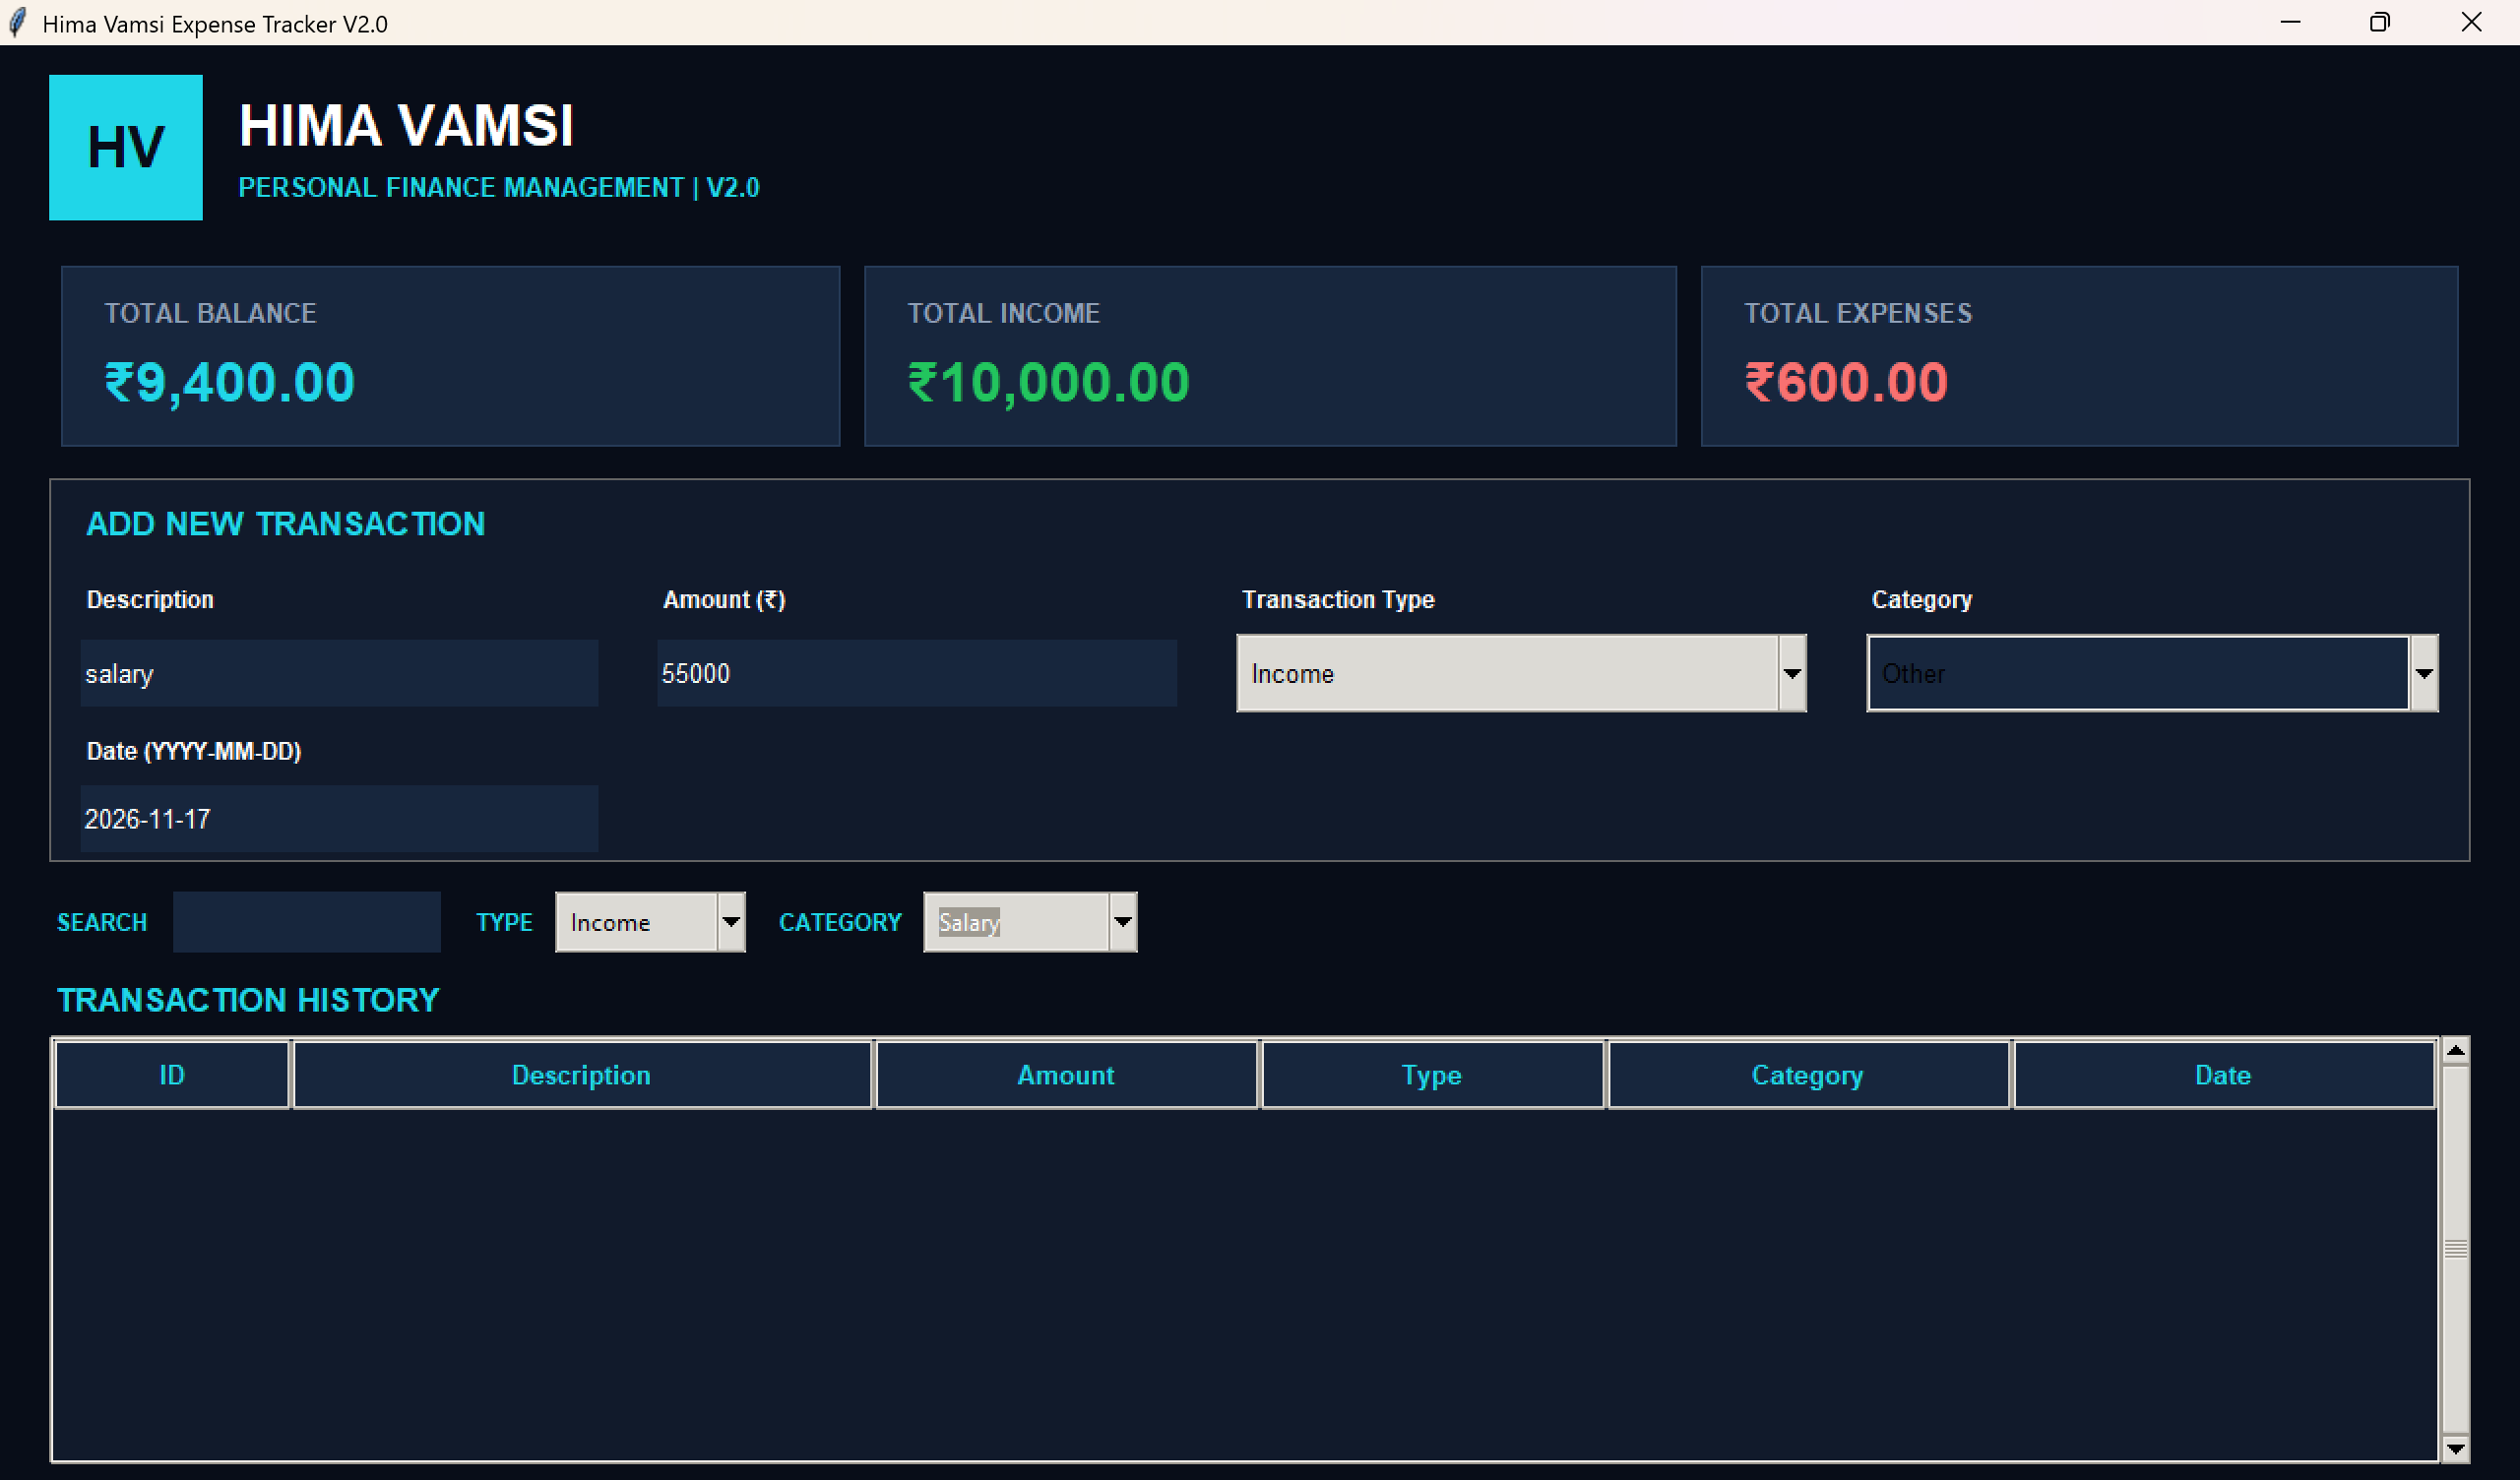 Hima Vamsi Expense Tracker V2.0
HV
HIMA VAMSI
PERSONAL FINANCE MANAGEMENT | V2.0
TOTAL BALANCE
₹9,400.00
TOTAL INCOME
₹10,000.00
TOTAL EXPENSES
₹600.00
ADD NEW TRANSACTION
Description
Amount (₹)
Transaction Type
Category
salary
55000
Income
Other
Date (YYYY-MM-DD)
2026-11-17
SEARCH
TYPE
Income
CATEGORY
Salary
TRANSACTION HISTORY
ID
Description
Amount
Type
Category
Date